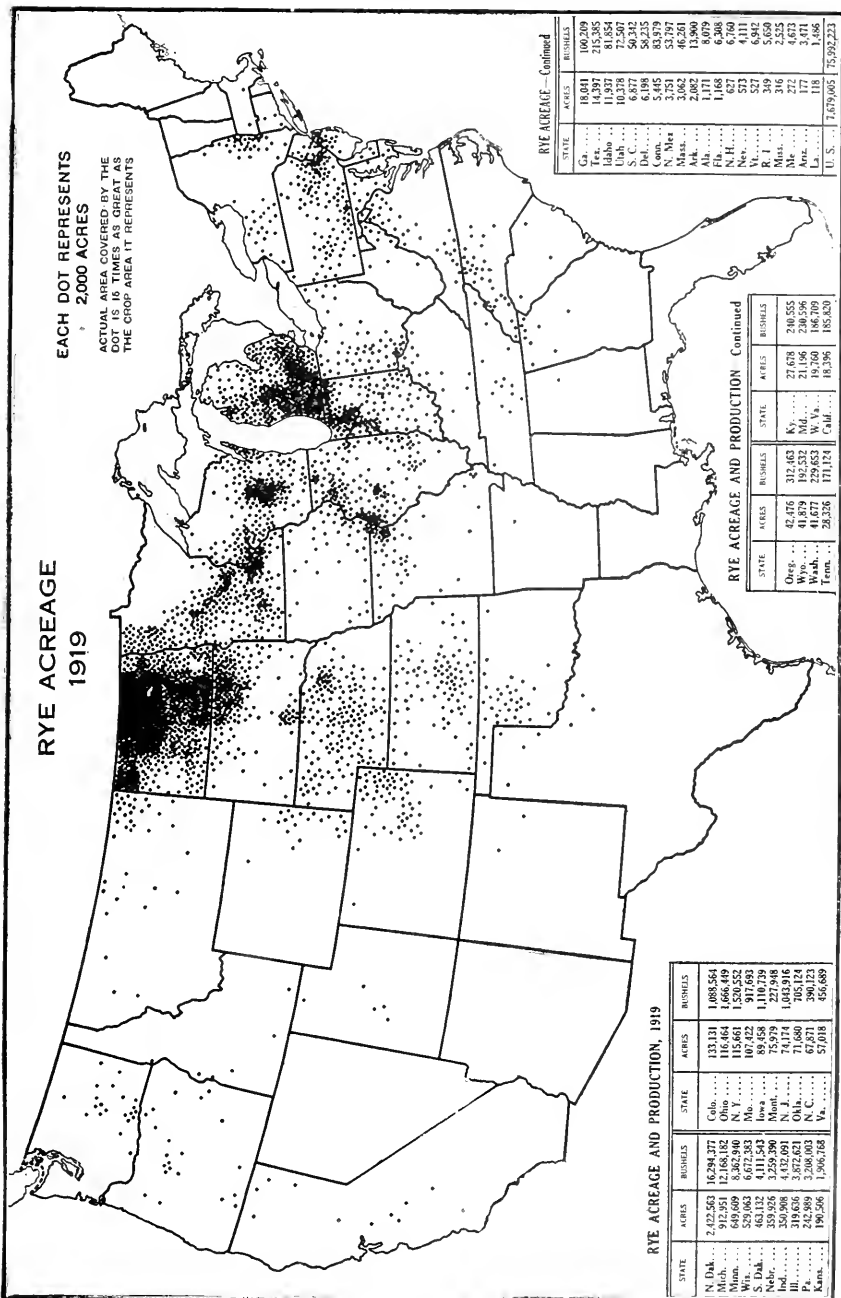 RYE ACREAGE
1919
EACH DOT REPRESENTS
2,000 ACRES
ACTUAL AREA COVERED BY THE
DOT IS 16 TIMES AS GREAT AS
THE CROP AREA IT REPRESENTS
RYE ACREAGE AND PRODUCTION, 1919
STATE ACRES BUSHELS STATE ACRES BUSHELS
N. Dak... 2,422,563 16,294,377 Colo..... 133,131 1,088,564
Mich..... 912,951 12,168,182 Ohio..... 116,464 1,666,449
Minn..... 649,609 8,362,940 N. Y..... 115,661 1,520,552
Wis...... 529,063 6,672,383 Mo....... 107,422 917,693
S. Dak... 463,132 4,111,543 Iowa..... 89,458 1,110,739
Nebr..... 359,926 3,259,390 Mont..... 75,979 227,948
Ind...... 350,908 4,432,091 N. J..... 74,174 1,043,916
Ill...... 319,636 3,872,621 Okla..... 71,680 705,124
Pa....... 242,989 3,208,003 N. C..... 67,871 390,123
Kans..... 190,506 1,906,768 Va....... 57,018 456,689
RYE ACREAGE AND PRODUCTION Continued
STATE ACRES BUSHELS STATE ACRES BUSHELS
Oreg.... 42,476 312,463 Ky...... 27,678 240,555
Wyo.... 41,879 192,532 Md..... 21,196 230,596
Wash... 41,677 229,653 W. Va... 19,760 186,709
Tenn... 28,326 171,124 Calif.... 18,396 185,820
RYE ACREAGE—Continued
STATE ACRES BUSHELS
Ga...... 18,041 100,209
Tex..... 14,397 215,385
Idaho .. 11,937 81,854
Utah ... 10,378 72,507
S. C.... 6,877 50,342
Del..... 6,198 58,235
Conn. 5,445 83,979
N. Mex 3,751 53,797
Mass. 3,062 46,261
Ark.... 2,082 13,900
Ala..... 1,171 8,079
Fla..... 1,168 6,308
N. H.... 627 6,760
Nev.... 573 4,111
Vt..... 527 6,942
R. I... 349 5,650
Miss... 316 2,525
Me.... 272 4,673
Ariz.... 177 3,471
La..... 118 1,486
U. S. 7,679,005 75,992,223